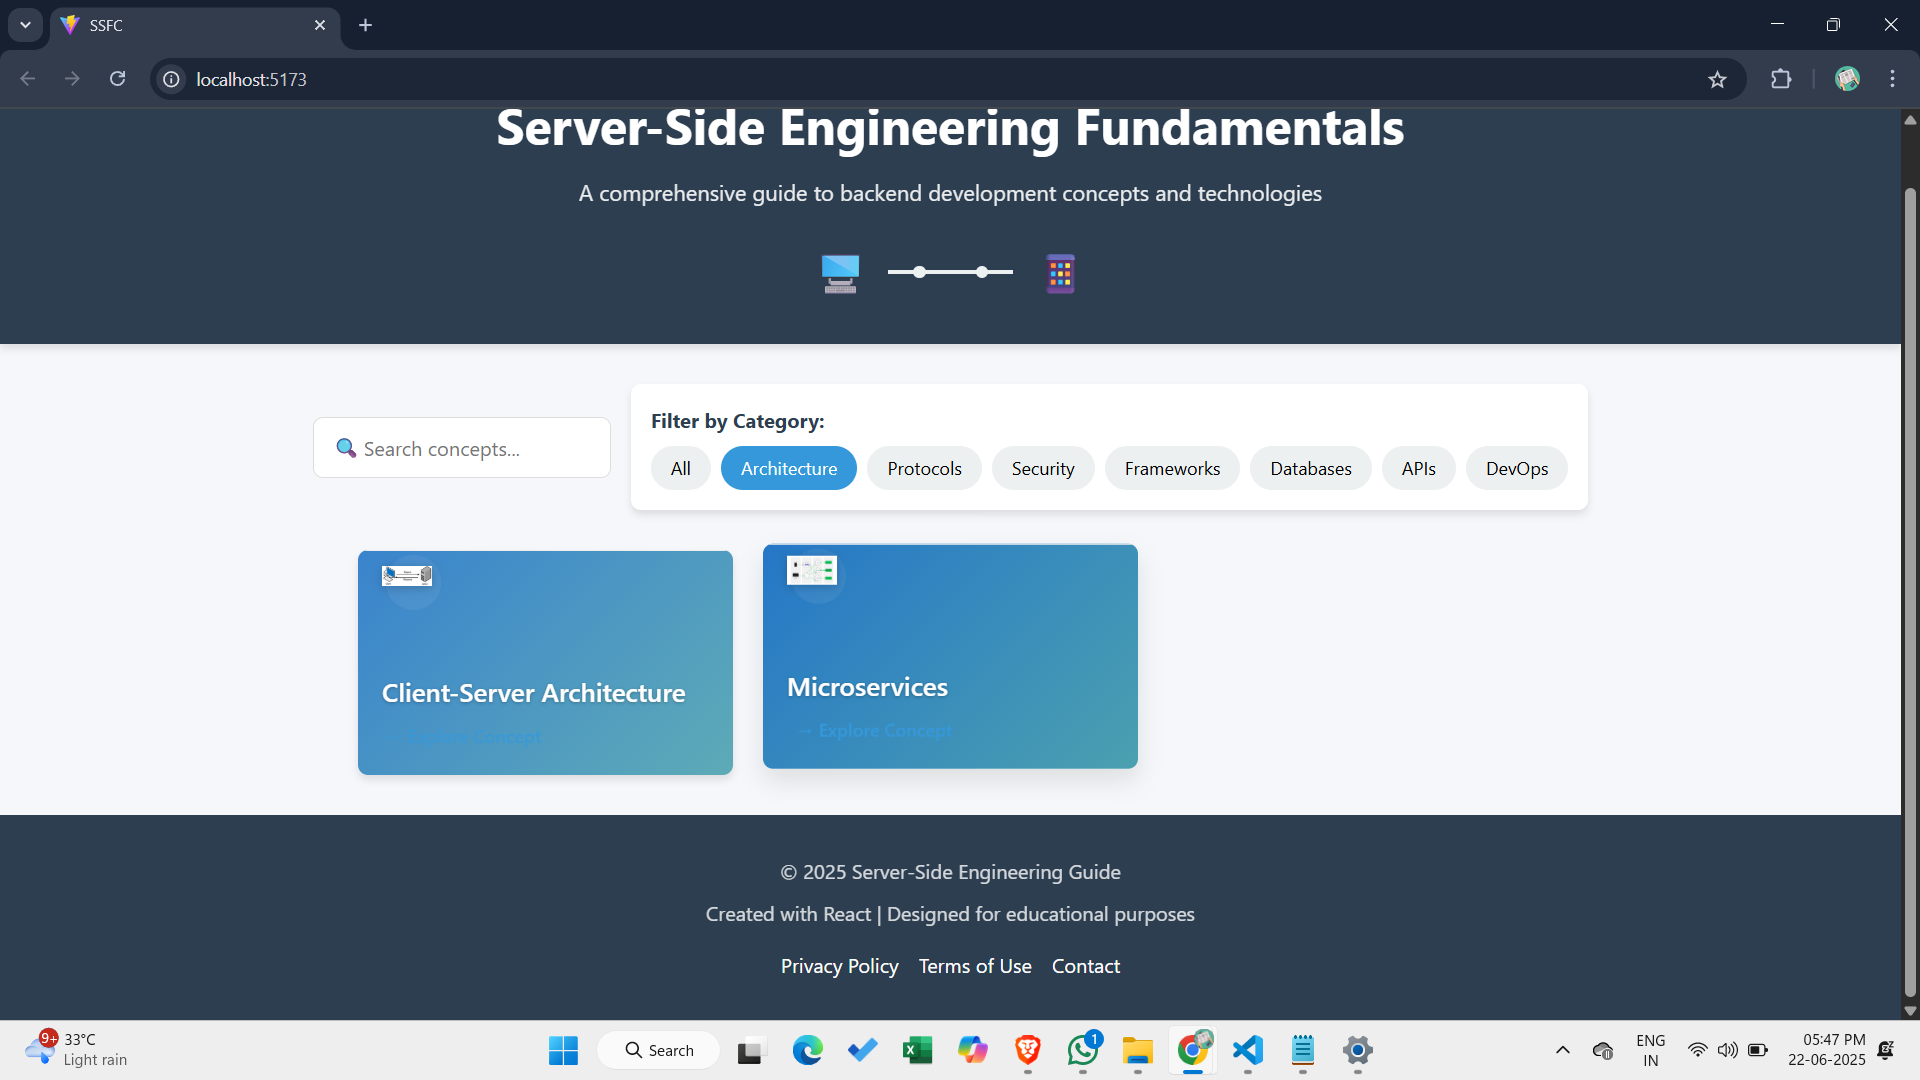 SSFC
localhost:5173
Server-Side Engineering Fundamentals
A comprehensive guide to backend development concepts and technologies
Search concepts...
Filter by Category:
All Architecture Protocols Security Frameworks Databases APIs DevOps
Client-Server Architecture
Explore Concept
Microservices
→ Explore Concept
© 2025 Server-Side Engineering Guide
Created with React | Designed for educational purposes
Privacy Policy Terms of Use Contact
9+
33°C
Light rain
Search
1
ENG
IN
05:47 PM
22-06-2025